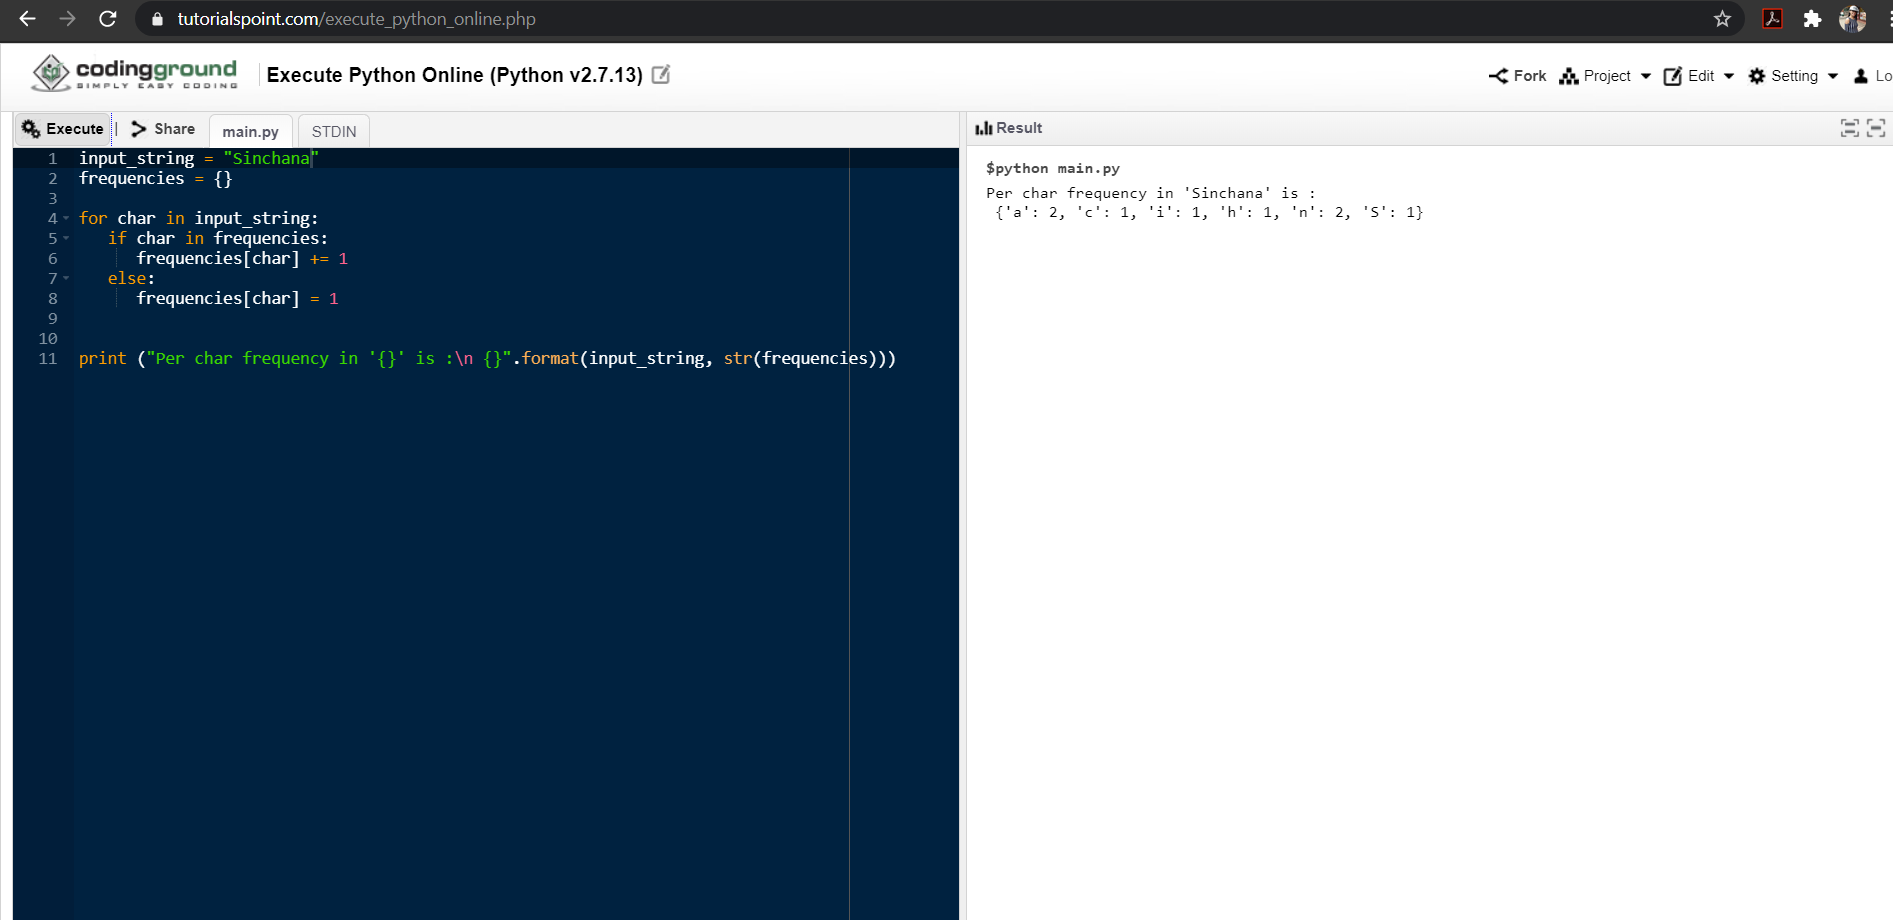 tutorialspoint.com/execute_python_online.php
codingground
SIMPLY EASY CODING
Execute Python Online (Python v2.7.13)
Fork Project Edit Setting Lo
Execute | Share main.py STDIN
Result
1 input_string = "Sinchana"
2 frequencies = {}
3
4 for char in input_string:
5 if char in frequencies:
6 frequencies[char] += 1
7 else:
8 frequencies[char] = 1
9
10
11 print ("Per char frequency in '{}' is :\n {}".format(input_string, str(frequencies)))
$python main.py
Per char frequency in 'Sinchana' is :
{'a': 2, 'c': 1, 'i': 1, 'h': 1, 'n': 2, 'S': 1}